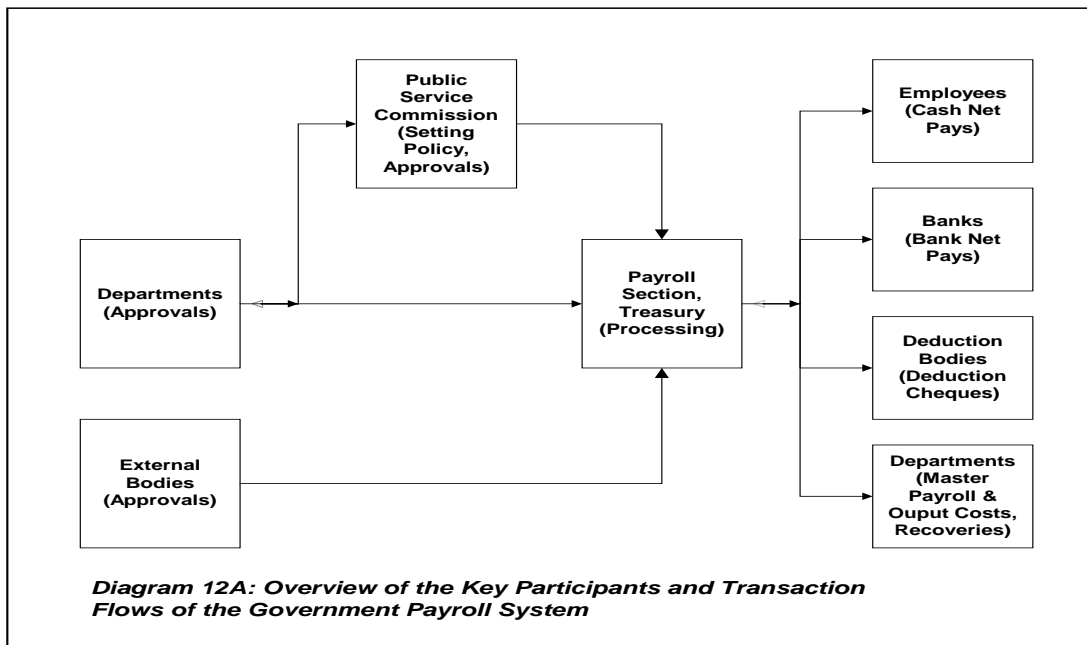 Public
Service
Commission
(Setting
Policy,
Approvals)
Employees
(Cash Net
Pays)
Banks
(Bank Net
Pays)
Departments
(Approvals)
Payroll
Section,
Treasury
(Processing)
Deduction
Bodies
(Deduction
Cheques)
External
Bodies
(Approvals)
Departments
(Master
Payroll &
Ouput Costs,
Recoveries)
Diagram 12A: Overview of the Key Participants and Transaction
Flows of the Government Payroll System